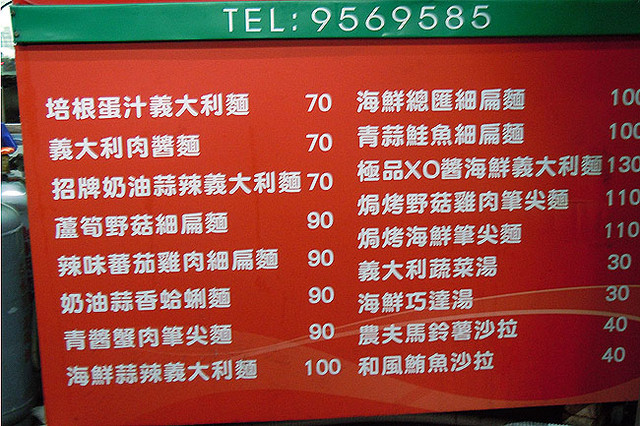 TEL: 9569585
培根蛋汁義大利麵 70
義大利肉醬麵 70
招牌奶油蒜辣義大利麵 70
蘆筍野菇細扁麵 90
辣味蕃茄雞肉細扁麵 90
奶油蒜香蛤蜊麵 90
青醬蟹肉筆尖麵 90
海鮮蒜辣義大利麵 100
海鮮總匯細扁麵 100
青蒜鮭魚細扁麵 100
極品XO醬海鮮義大利麵 130
焗烤野菇雞肉筆尖麵 110
焗烤海鮮筆尖麵 110
義大利蔬菜湯 30
海鮮巧達湯 30
農夫馬鈴薯沙拉 40
和風鮪魚沙拉 40